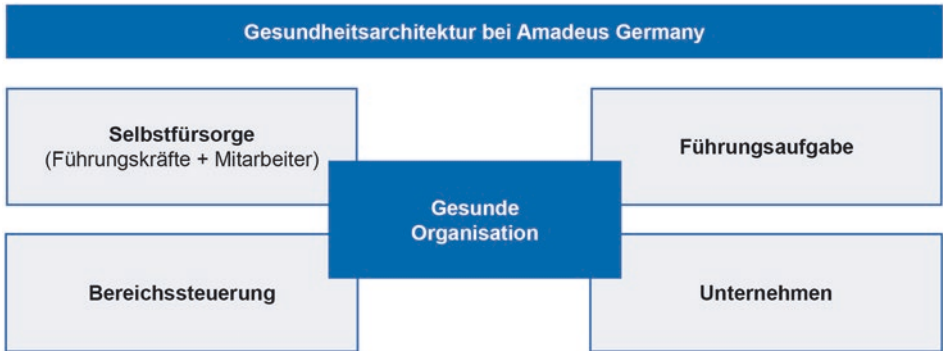 Gesundheitsarchitektur bei Amadeus Germany
Selbstfürsorge
(Führungskräfte + Mitarbeiter)
Führungsaufgabe
Gesunde
Organisation
Bereichssteuerung
Unternehmen